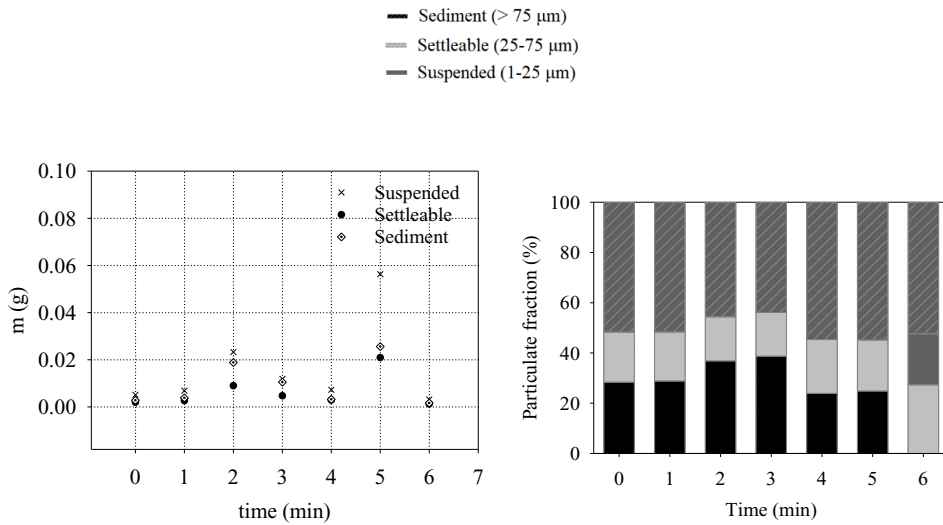 Sediment (> 75 μm)
Settleable (25-75 μm)
Suspended (1-25 μm)
0.10
0.08
0.06
0.04
0.02
0.00
m (g)
Suspended
Settleable
Sediment
0 1 2 3 4 5 6 7
time (min)
100
80
60
40
20
0
Particulate fraction (%)
0 1 2 3 4 5 6
Time (min)